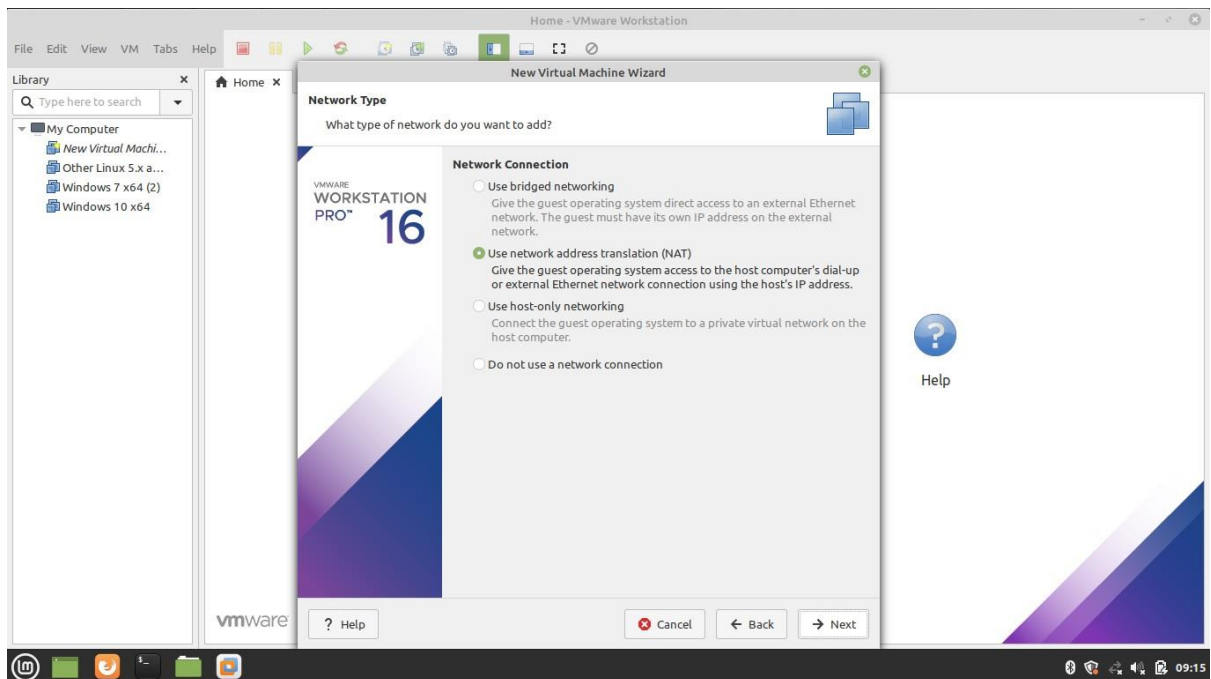 Home - VMware Workstation
File Edit View VM Tabs Help
Library
Home
Type here to search
My Computer
New Virtual Machi...
Other Linux 5.x a...
Windows 7 x64 (2)
Windows 10 x64
New Virtual Machine Wizard
Network Type
What type of network do you want to add?
VMWARE
WORKSTATION
PRO™ 16
Network Connection
Use bridged networking
Give the guest operating system direct access to an external Ethernet
network. The guest must have its own IP address on the external
network.
Use network address translation (NAT)
Give the guest operating system access to the host computer's dial-up
or external Ethernet network connection using the host's IP address.
Use host-only networking
Connect the guest operating system to a private virtual network on the
host computer.
Do not use a network connection
Help
vmware
? Help Cancel Back Next
09:15